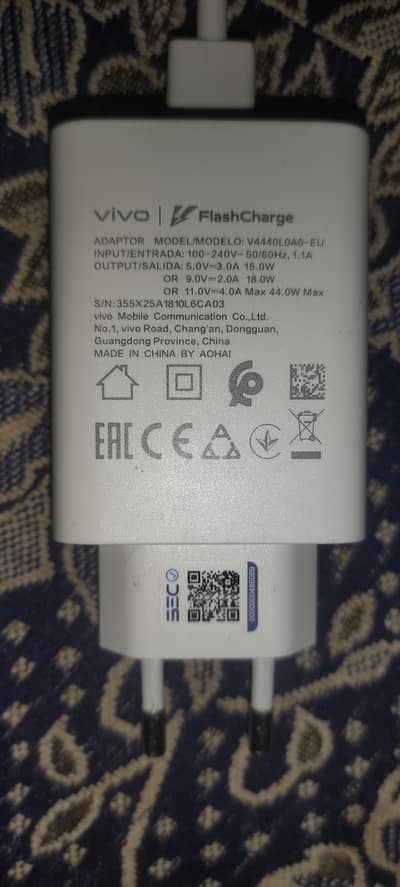 vivo | FlashCharge
ADAPTOR MODEL/MODELO: V4440L0A0-EU
INPUT/ENTRADA: 100-240V~50/60Hz, 1.1A
OUTPUT/SALIDA: 5.0V⎓3.0A 15.0W
OR 9.0V⎓2.0A 18.0W
OR 11.0V⎓4.0A Max 44.0W Max
S/N: 355X25A1810L6CA03
vivo Mobile Communication Co.,Ltd.
No.1, vivo Road, Chang'an, Dongguan,
Guangdong Province, China
MADE IN CHINA BY AOHAI
EAC CE